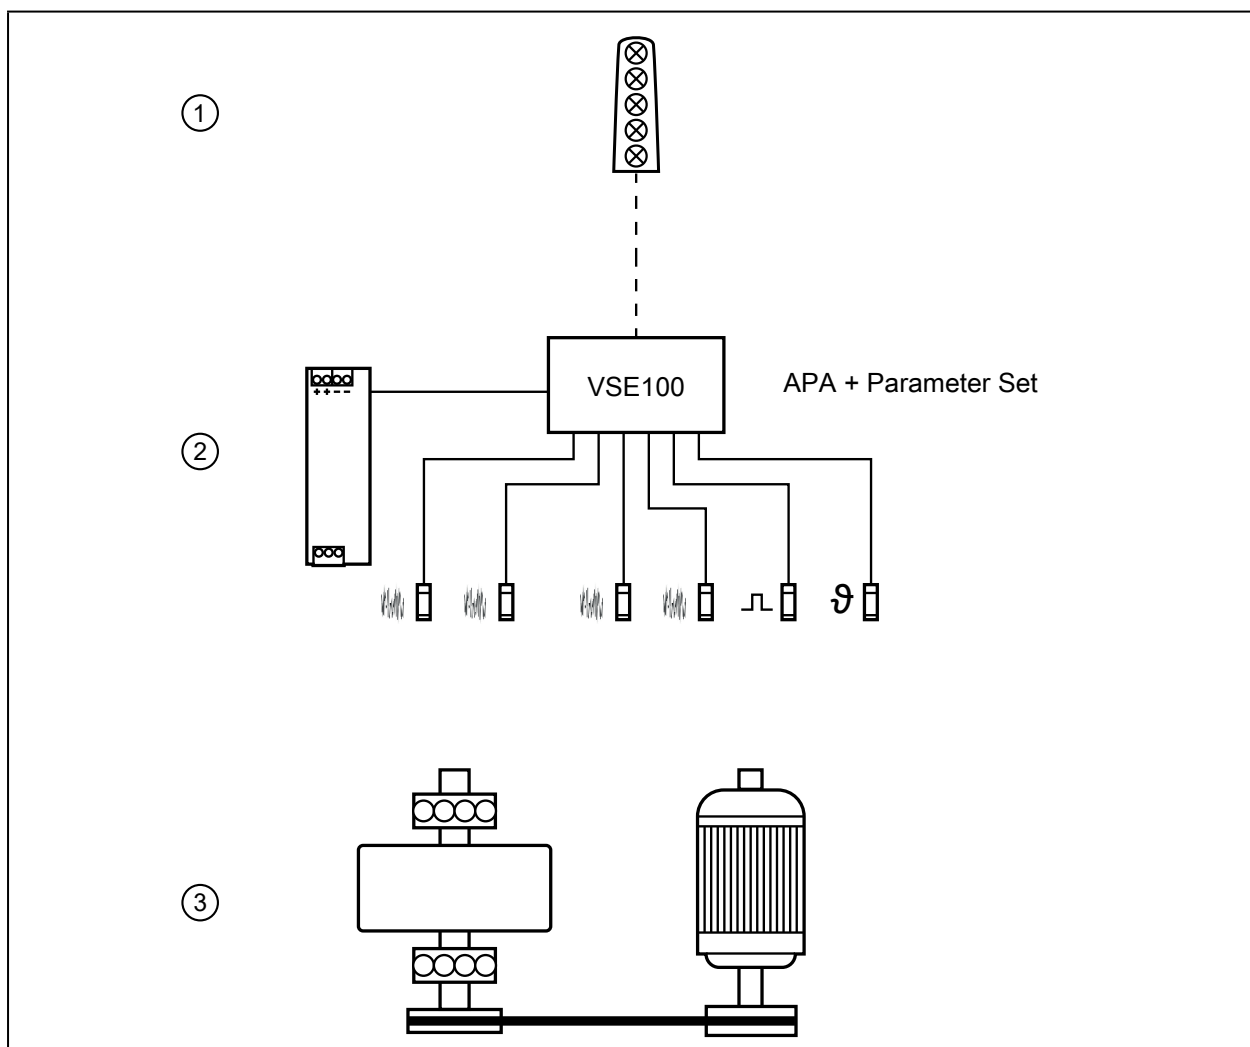 1
VSE100
APA + Parameter Set
++--
2
ϑ
3